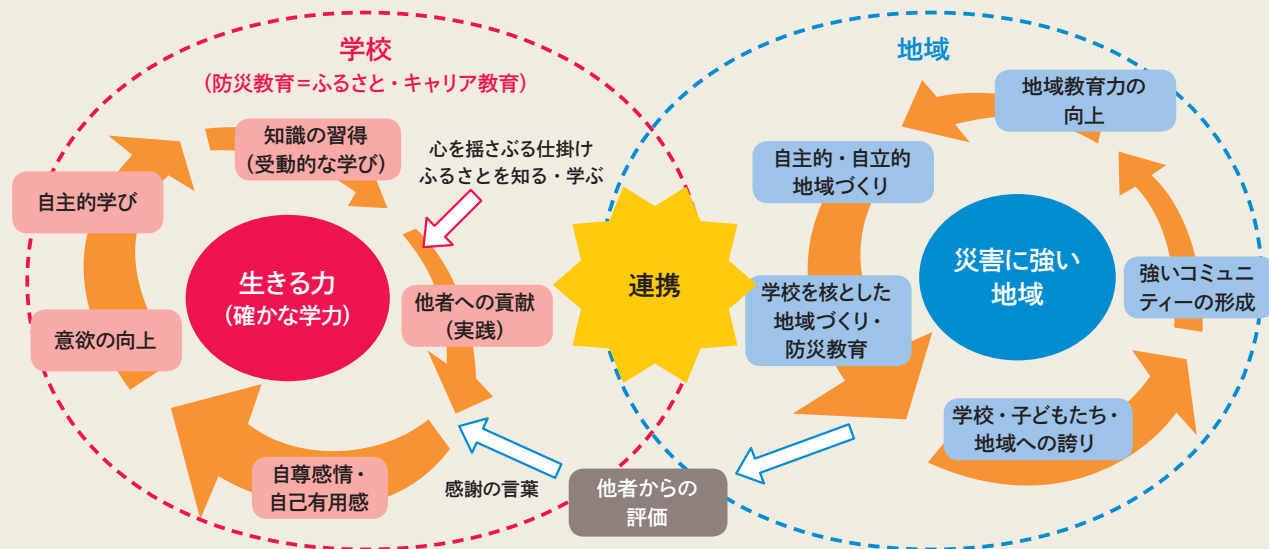 学校
(防災教育=ふるさと・キャリア教育)
知識の習得
(受動的な学び)
心を揺さぶる仕掛け
ふるさとを知る・学ぶ
自主的学び
生きる力
(確かな学力)
他者への貢献
(実践)
意欲の向上
自尊感情・
自己有用感
感謝の言葉
連携
他者からの
評価
地域
地域教育力の
向上
自主的・自立的
地域づくり
災害に強い
地域
強いコミュニ
ティーの形成
学校を核とした
地域づくり・
防災教育
学校・子どもたち・
地域への誇り